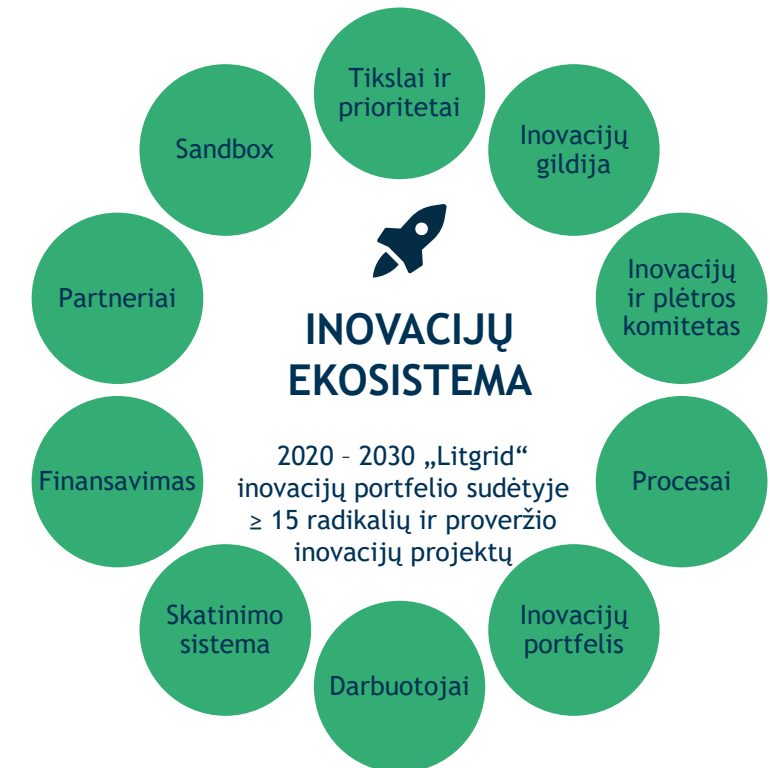 Tikslai ir
prioritetai
Inovacijų
gildija
Inovacijų
ir plėtros
komitetas
Procesai
Inovacijų
portfelis
Darbuotojai
Skatinimo
sistema
Finansavimas
Partneriai
Sandbox
INOVACIJŲ
EKOSISTEMA
2020 – 2030 „Litgrid“
inovacijų portfelio sudėtyje
≥ 15 radikalių ir proveržio
inovacijų projektų